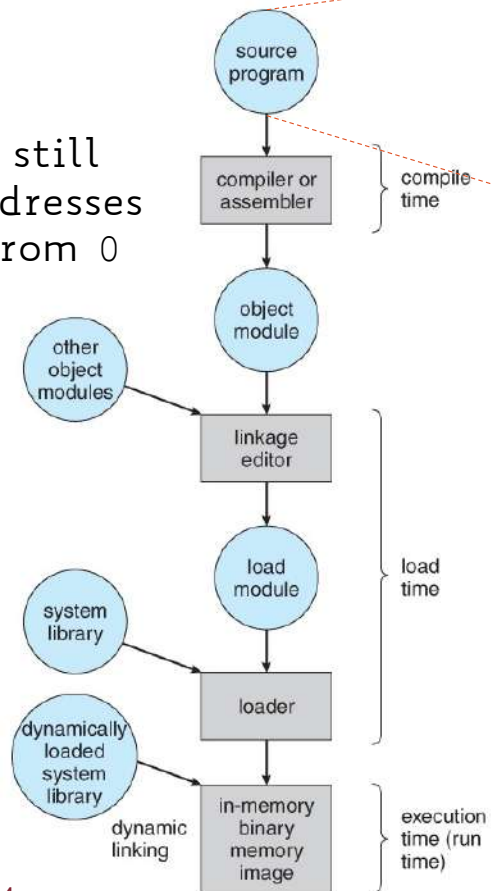 source
program
still
dresses
rom 0
compiler or
assembler
compile
time
object
module
other
object
modules
linkage
editor
load
module
load
time
system
library
loader
dynamically
loaded
system
library
dynamic
linking
in-memory
binary
memory
image
execution
time (run
time)